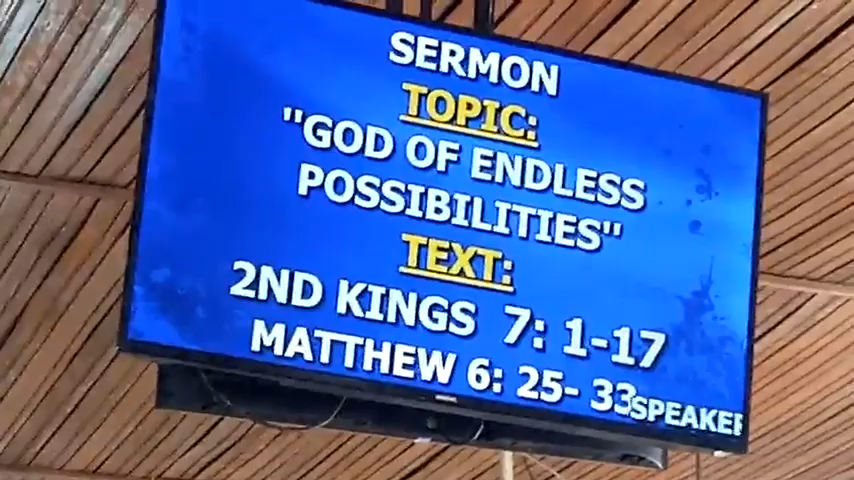 SERMON
TOPIC:
"GOD OF ENDLESS
POSSIBILITIES"
TEXT:
2ND KINGS 7: 1-17
MATTHEW 6: 25- 33
SPEAKER